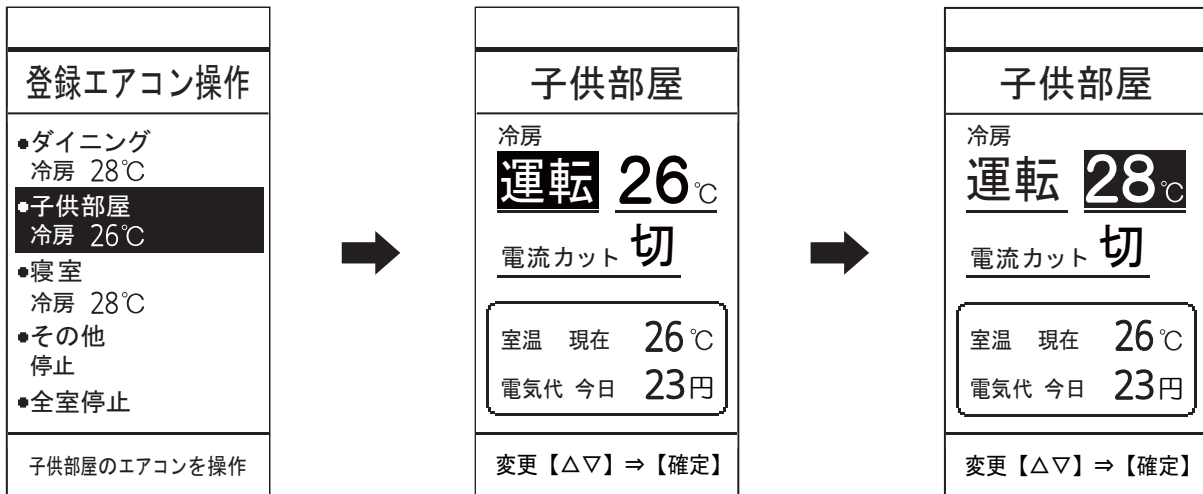 登録エアコン操作
●ダイニング
冷房 28℃
●子供部屋
冷房 26℃
●寝室
冷房 28℃
●その他
停止
●全室停止
子供部屋のエアコンを操作
子供部屋
冷房
運転 26℃
電流カット 切
室温 現在 26℃
電気代 今日 23円
変更【△▽】⇒【確定】
子供部屋
冷房
運転 28℃
電流カット 切
室温 現在 26℃
電気代 今日 23円
変更【△▽】⇒【確定】